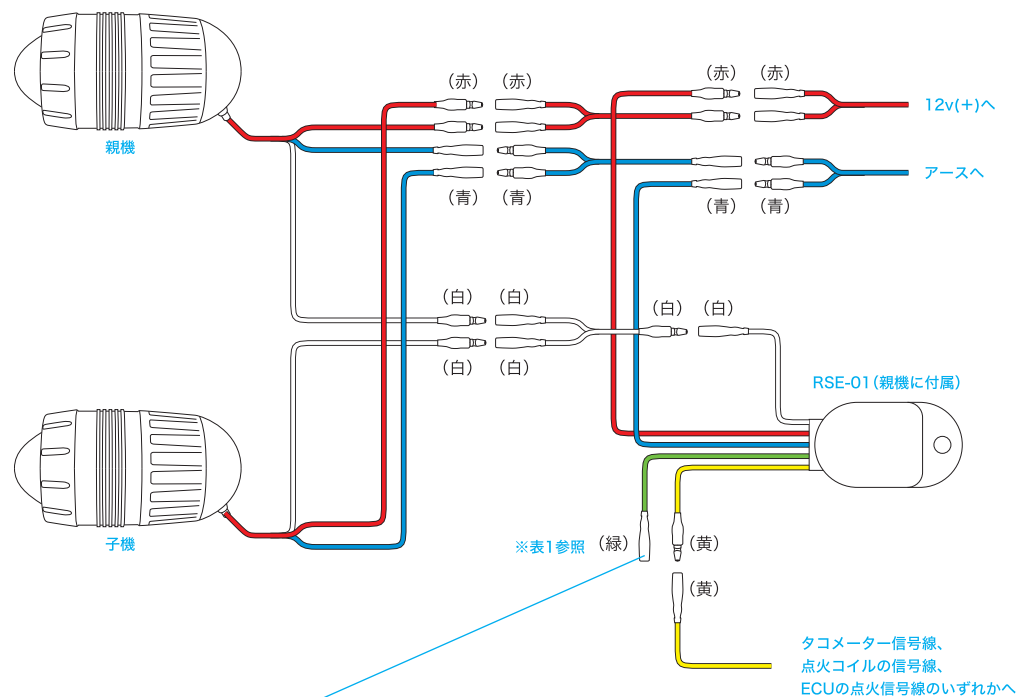 (赤) (赤) (赤) (赤)
12v(+)へ
親機
アースへ
(青) (青) (青) (青)
(白) (白) (白) (白)
(白) (白)
RSE-01(親機に付属)
子機
※表1参照 (緑) (黄)
(黄)
タコメーター信号線、
点火コイルの信号線、
ECUの点火信号線のいずれかへ